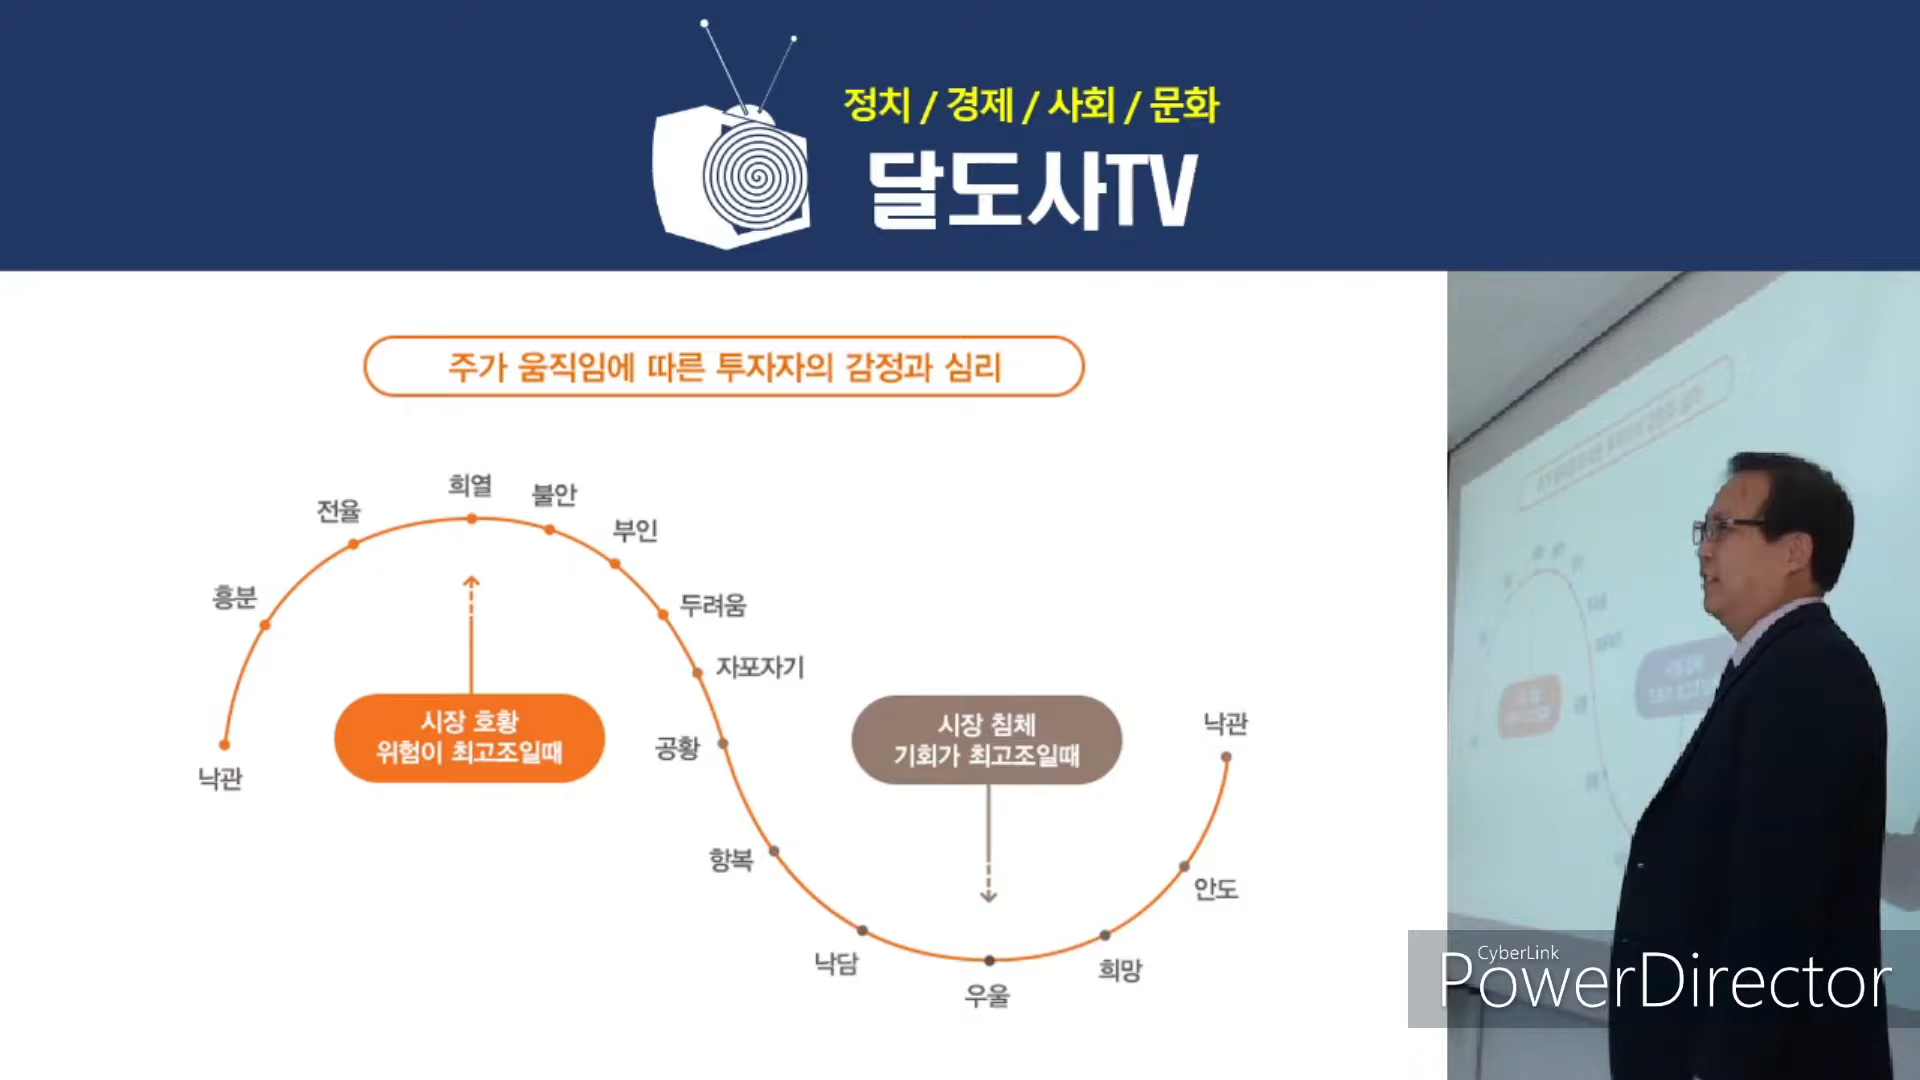 정치 / 경제 / 사회 / 문화
달도사TV
주가 움직임에 따른 투자자의 감정과 심리
낙관
흥분
전율
희열
불안
부인
두려움
자포자기
공황
항복
낙담
우울
희망
안도
낙관
시장 호황
위험이 최고조일때
시장 침체
기회가 최고조일때
CyberLink
PowerDirector